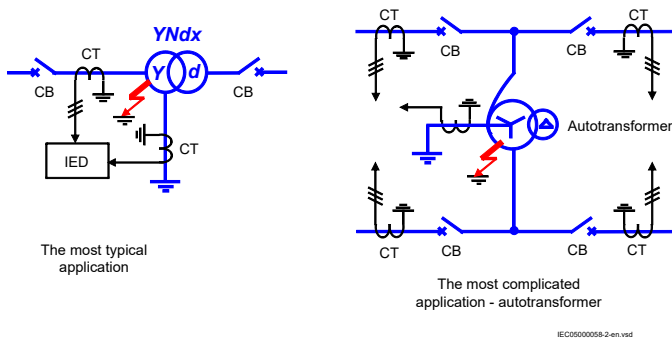 YNdx
CT
Y
d
CB
CB
CT
IED
The most typical
application
CT
CT
CB
CB
Autotransformer
CB
CB
CT
CT
The most complicated
application - autotransformer
IEC05000058-2-en.vsd